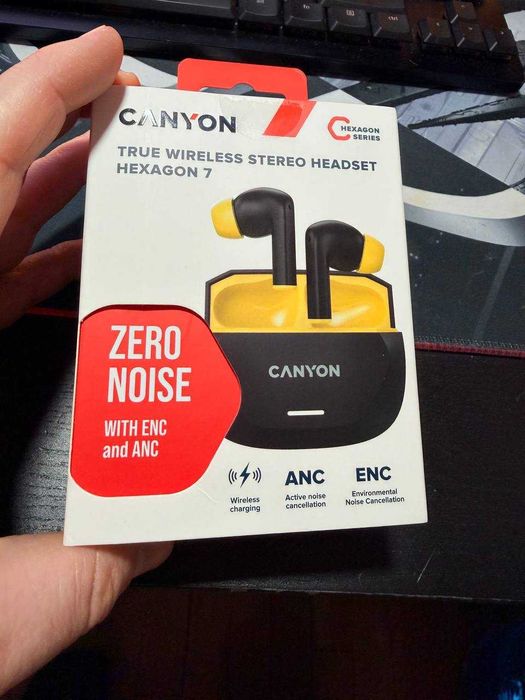 CANYON
HEXAGON
SERIES
TRUE WIRELESS STEREO HEADSET
HEXAGON 7
CANYON
ZERO
NOISE
WITH ENC
and ANC
Wireless
charging
ANC
Active noise
cancellation
ENC
Environmental
Noise Cancellation